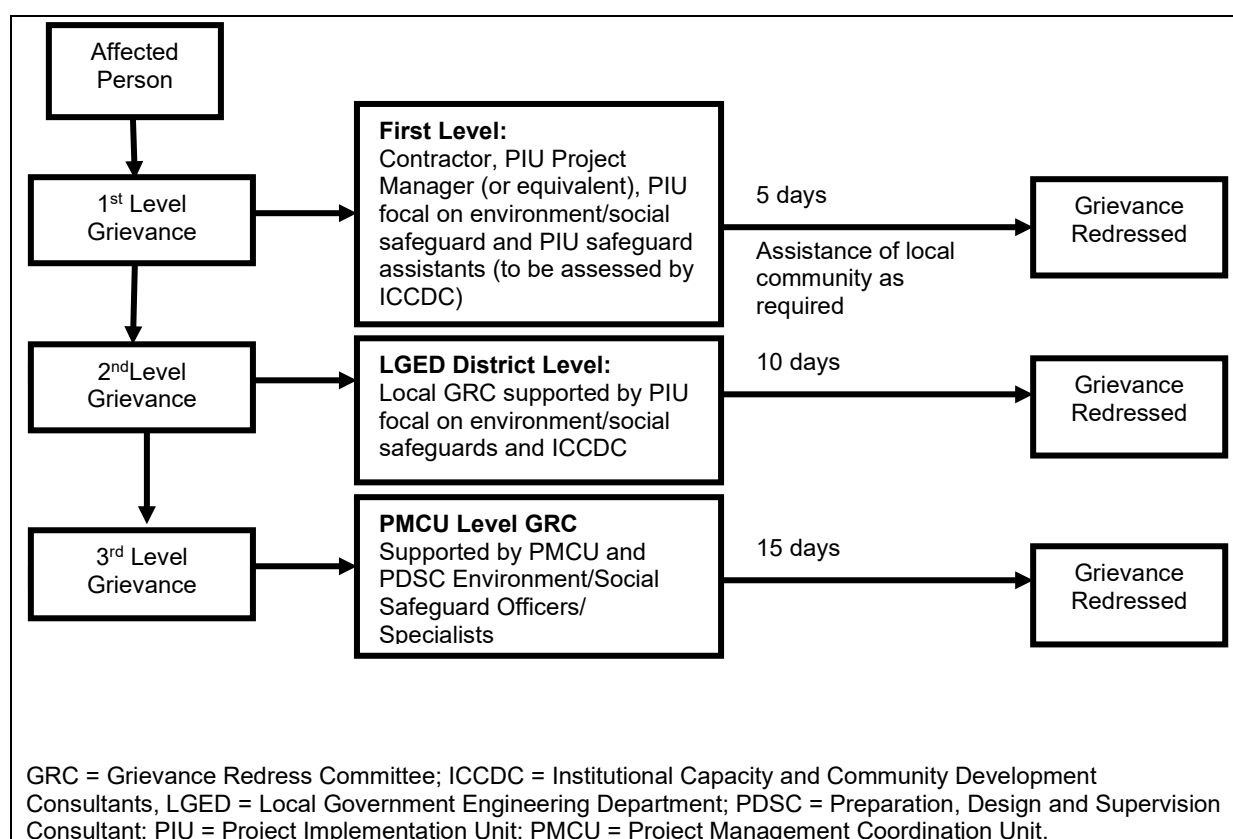 Affected
Person
1st Level
Grievance
First Level:
Contractor, PIU Project
Manager (or equivalent), PIU
focal on environment/social
safeguard and PIU safeguard
assistants (to be assessed by
ICCDC)
5 days
Assistance of local
community as
required
Grievance
Redressed
2ndLevel
Grievance
LGED District Level:
Local GRC supported by PIU
focal on environment/social
safeguards and ICCDC
10 days
Grievance
Redressed
3rd Level
Grievance
PMCU Level GRC
Supported by PMCU and
PDSC Environment/Social
Safeguard Officers/
Specialists
15 days
Grievance
Redressed
GRC = Grievance Redress Committee; ICCDC = Institutional Capacity and Community Development
Consultants, LGED = Local Government Engineering Department; PDSC = Preparation, Design and Supervision
Consultant; PIU = Project Implementation Unit; PMCU = Project Management Coordination Unit.